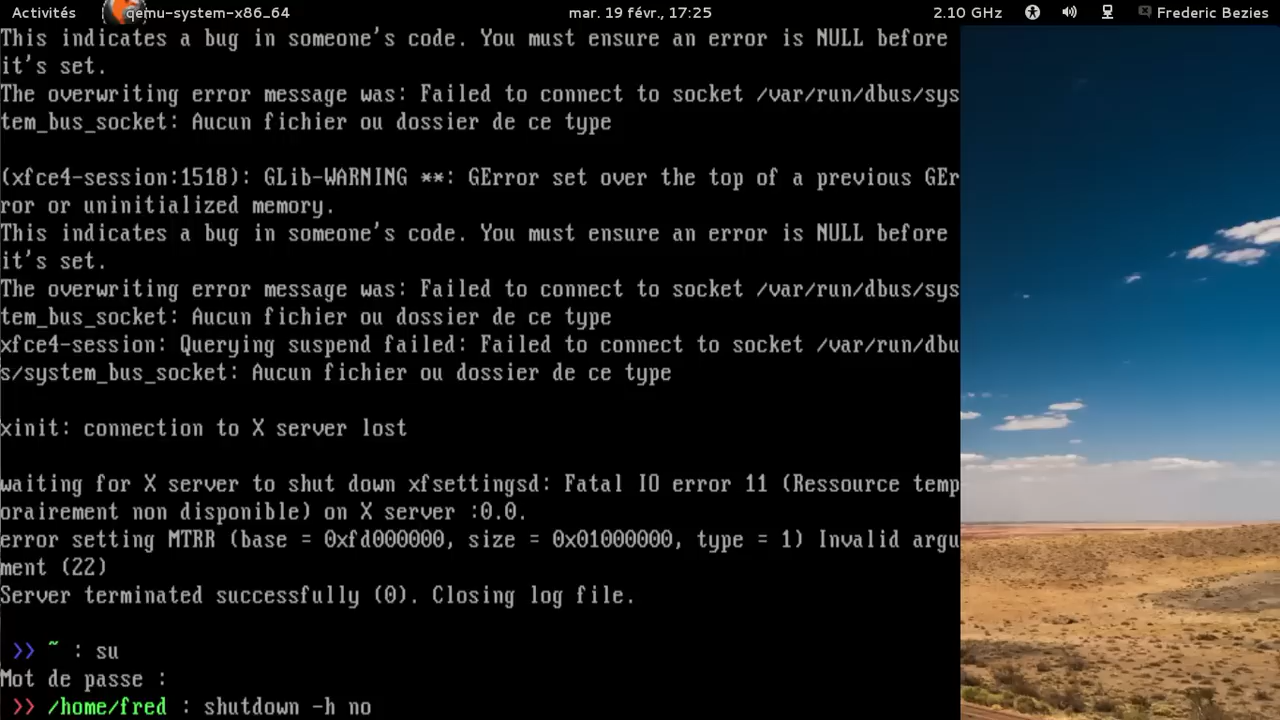 Activités qemu-system-x86_64 mar. 19 févr., 17:25 2.10 GHz Frederic Bezies
This indicates a bug in someone's code. You must ensure an error is NULL before
it's set.
The overwriting error message was: Failed to connect to socket /var/run/dbus/sys
tem_bus_socket: Aucun fichier ou dossier de ce type
(xfce4-session:1518): GLib-WARNING **: GError set over the top of a previous GEr
ror or uninitialized memory.
This indicates a bug in someone's code. You must ensure an error is NULL before
it's set.
The overwriting error message was: Failed to connect to socket /var/run/dbus/sys
tem_bus_socket: Aucun fichier ou dossier de ce type
xfce4-session: Querying suspend failed: Failed to connect to socket /var/run/dbu
s/system_bus_socket: Aucun fichier ou dossier de ce type
xinit: connection to X server lost
waiting for X server to shut down xfsettingsd: Fatal IO error 11 (Ressource temp
orairement non disponible) on X server :0.0.
error setting MTRR (base = 0xfd000000, size = 0x01000000, type = 1) Invalid argu
ment (22)
Server terminated successfully (0). Closing log file.
>> ~ : su
Mot de passe :
>> /home/fred : shutdown -h no